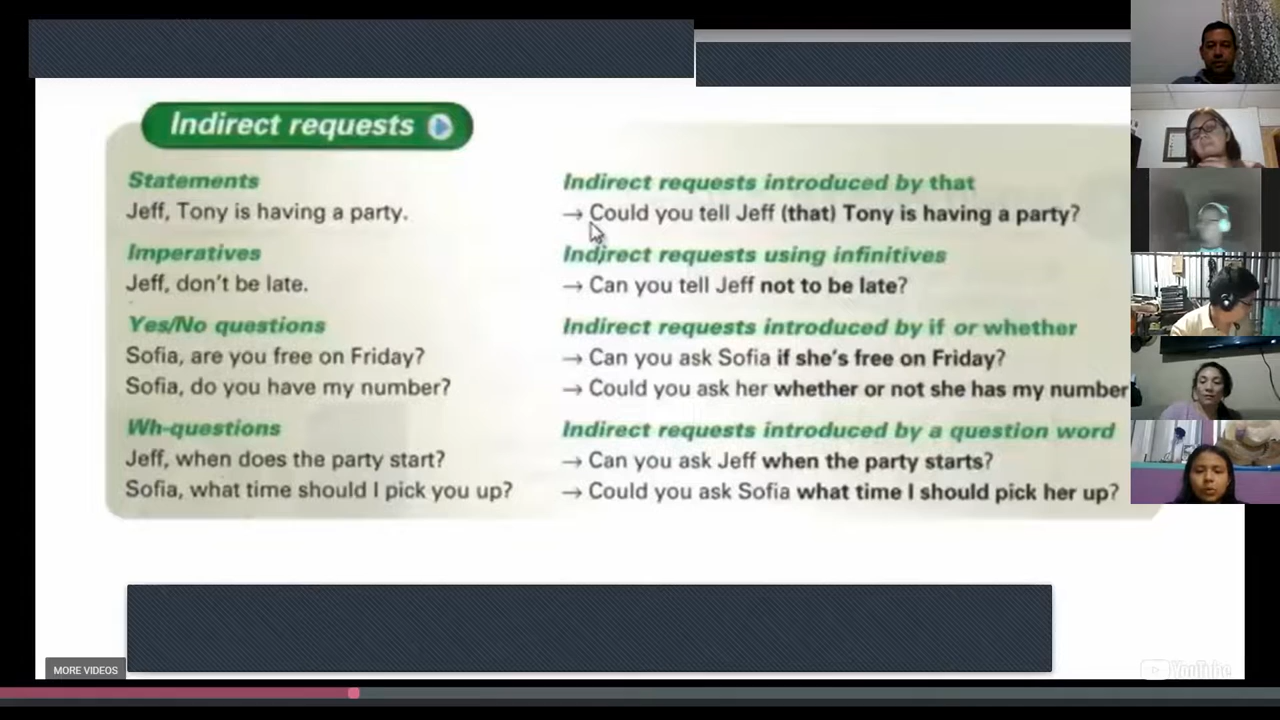 Indirect requests
Statements
Jeff, Tony is having a party.
Indirect requests introduced by that
→ Could you tell Jeff (that) Tony is having a party?
Imperatives
Jeff, don't be late.
Indirect requests using infinitives
→ Can you tell Jeff not to be late?
Yes/No questions
Sofia, are you free on Friday?
Sofia, do you have my number?
Indirect requests introduced by if or whether
→ Can you ask Sofia if she's free on Friday?
→ Could you ask her whether or not she has my number
Wh-questions
Jeff, when does the party start?
Sofia, what time should I pick you up?
Indirect requests introduced by a question word
→ Can you ask Jeff when the party starts?
→ Could you ask Sofia what time I should pick her up?
MORE VIDEOS
YouTube